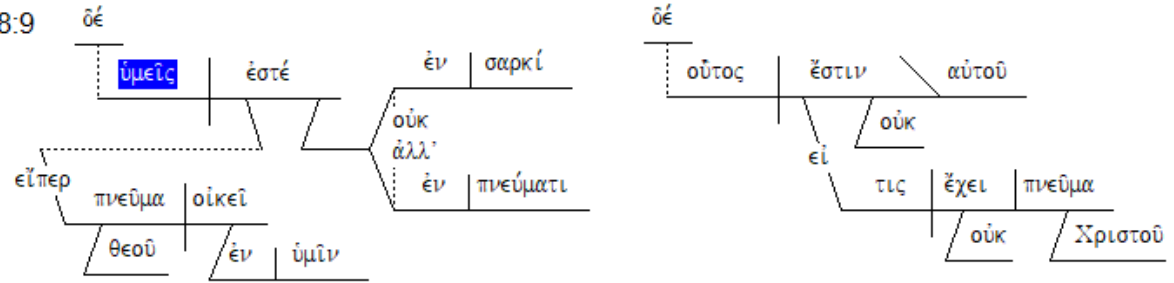 8:9
δέ
ὑμεῖς ἐστέ
ἐν σαρκί
οὐκ
ἀλλ’
ἐν πνεύματι
εἴπερ
πνεῦμα οἰκεῖ
θεοῦ
ἐν ὑμῖν
δέ
οὗτος ἔστιν αὐτοῦ
οὐκ
εἰ
τις ἔχει πνεῦμα
οὐκ Χριστοῦ